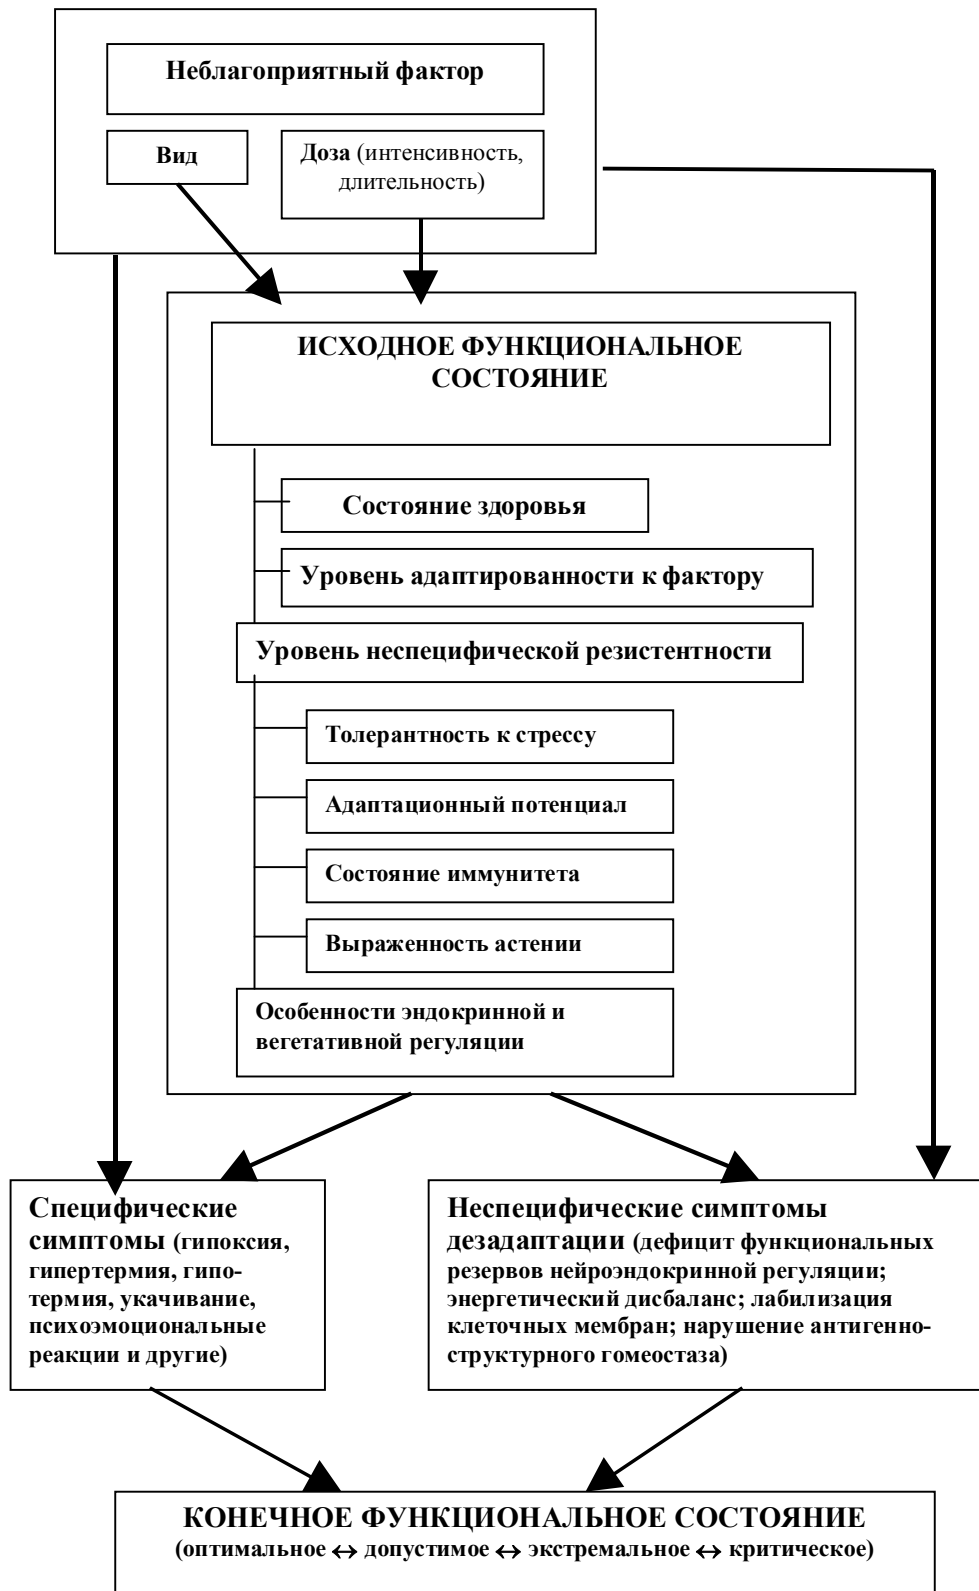 Неблагоприятный фактор
Вид
Доза (интенсивность,
длительность)
ИСХОДНОЕ ФУНКЦИОНАЛЬНОЕ
СОСТОЯНИЕ
Состояние здоровья
Уровень адаптированности к фактору
Уровень неспецифической резистентности
Толерантность к стрессу
Адаптационный потенциал
Состояние иммунитета
Выраженность астении
Особенности эндокринной и
вегетативной регуляции
Специфические
симптомы (гипоксия,
гипертермия, гипо-
термия, укачивание,
психоэмоциональные
реакции и другие)
Неспецифические симптомы
дезадаптации (дефицит функциональных
резервов нейроэндокринной регуляции;
энергетический дисбаланс; лабилизация
клеточных мембран; нарушение антигенно-
структурного гомеостаза)
КОНЕЧНОЕ ФУНКЦИОНАЛЬНОЕ СОСТОЯНИЕ
(оптимальное ↔ допустимое ↔ экстремальное ↔ критическое)